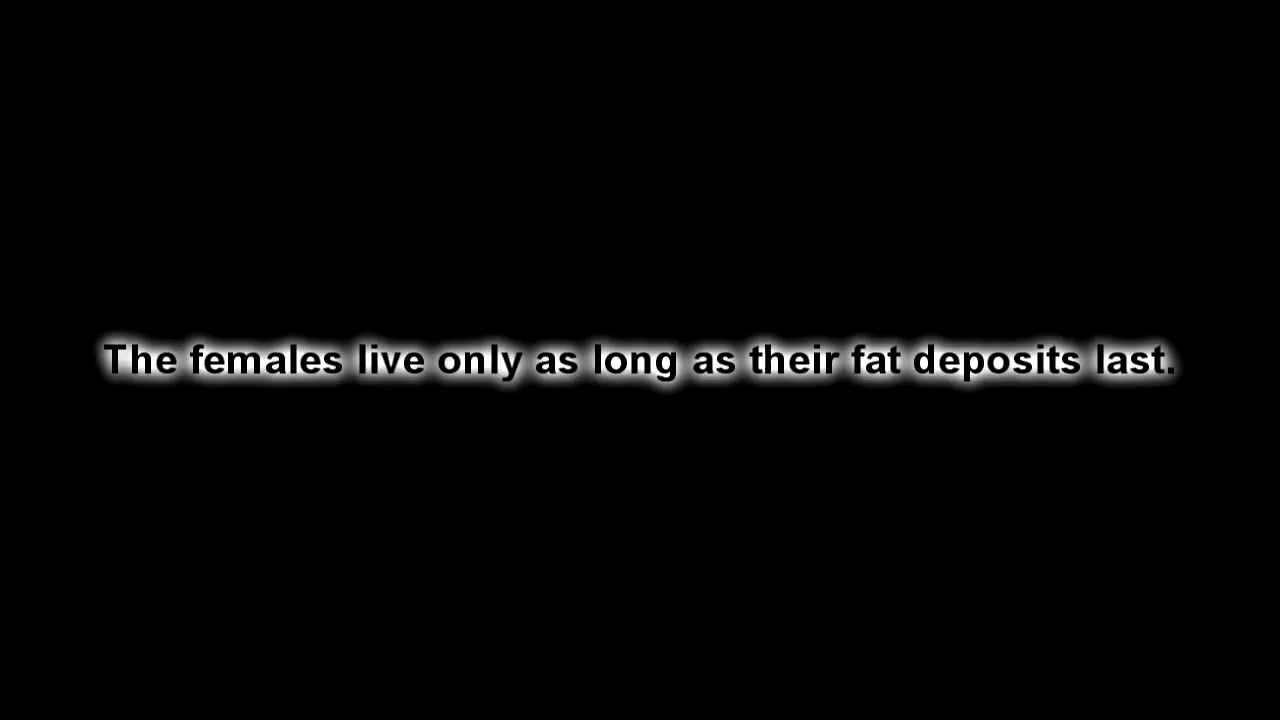 The females live only as long as their fat deposits last.